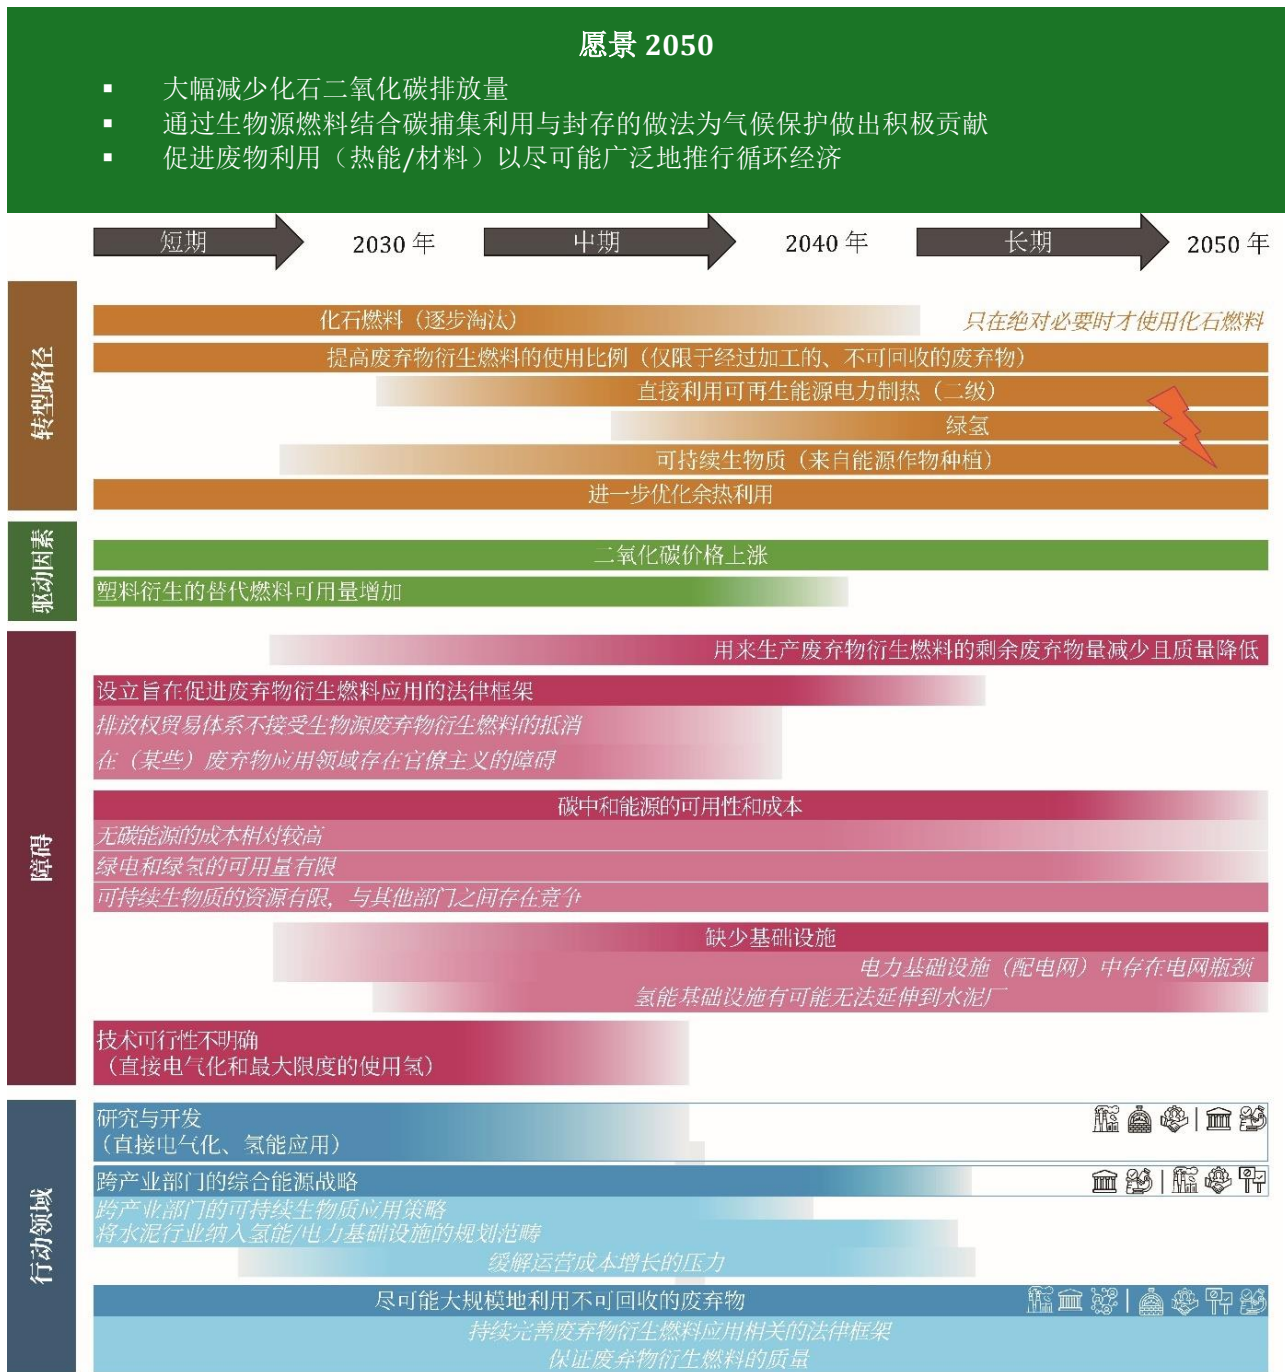 愿景 2050
▪ 大幅减少化石二氧化碳排放量
▪ 通过生物源燃料结合碳捕集利用与封存的做法为气候保护做出积极贡献
▪ 促进废物利用（热能/材料）以尽可能广泛地推行循环经济
短期 2030 年 中期 2040 年 长期 2050 年
转型路径
化石燃料（逐步淘汰） 只在绝对必要时才使用化石燃料
提高废弃物衍生燃料的使用比例（仅限于经过加工的、不可回收的废弃物）
直接利用可再生能源电力制热（二级）
绿氢
可持续生物质（来自能源作物种植）
进一步优化余热利用
驱动因素
二氧化碳价格上涨
塑料衍生的替代燃料可用量增加
障碍
用来生产废弃物衍生燃料的剩余废弃物量减少且质量降低
设立旨在促进废弃物衍生燃料应用的法律框架
排放权贸易体系不接受生物源废弃物衍生燃料的抵消
在（某些）废弃物应用领域存在官僚主义的障碍
碳中和能源的可用性和成本
无碳能源的成本相对较高
绿电和绿氢的可用量有限
可持续生物质的资源有限，与其他部门之间存在竞争
缺少基础设施
电力基础设施（配电网）中存在电网瓶颈
氢能基础设施有可能无法延伸到水泥厂
技术可行性不明确
（直接电气化和最大限度的使用氢）
行动领域
研究与开发
（直接电气化、氢能应用）
跨产业部门的综合能源战略
跨产业部门的可持续生物质应用策略
将水泥行业纳入氢能/电力基础设施的规划范畴
缓解运营成本增长的压力
尽可能大规模地利用不可回收的废弃物
持续完善废弃物衍生燃料应用相关的法律框架
保证废弃物衍生燃料的质量